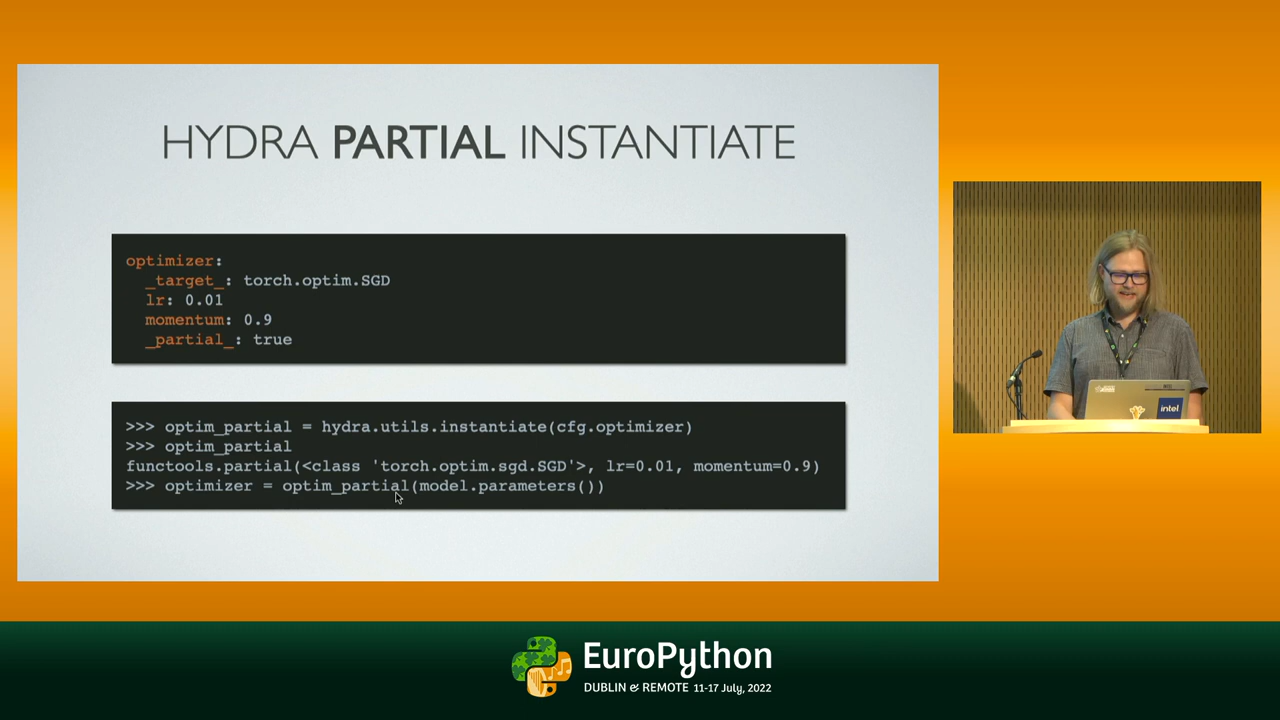 HYDRA PARTIAL INSTANTIATE
optimizer:
_target_: torch.optim.SGD
lr: 0.01
momentum: 0.9
_partial_: true
>>> optim_partial = hydra.utils.instantiate(cfg.optimizer)
>>> optim_partial
functools.partial(<class 'torch.optim.sgd.SGD'>, lr=0.01, momentum=0.9)
>>> optimizer = optim_partial(model.parameters())
intel
EuroPython
DUBLIN & REMOTE 11-17 July, 2022